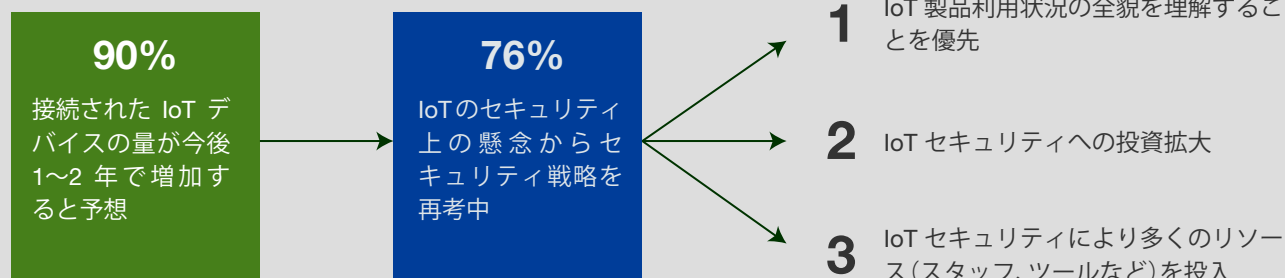 90%
接続された IoT デ
バイスの量が今後
1〜2 年で増加す
ると予想
76%
IoTのセキュリティ
上の懸念からセ
キュリティ戦略を
再考中
1
IoT 製品利用状況の全貌を理解するこ
とを優先
2
IoT セキュリティへの投資拡大
3
IoT セキュリティにより多くのリソー
ス(スタッフ、ツールなど)を投入